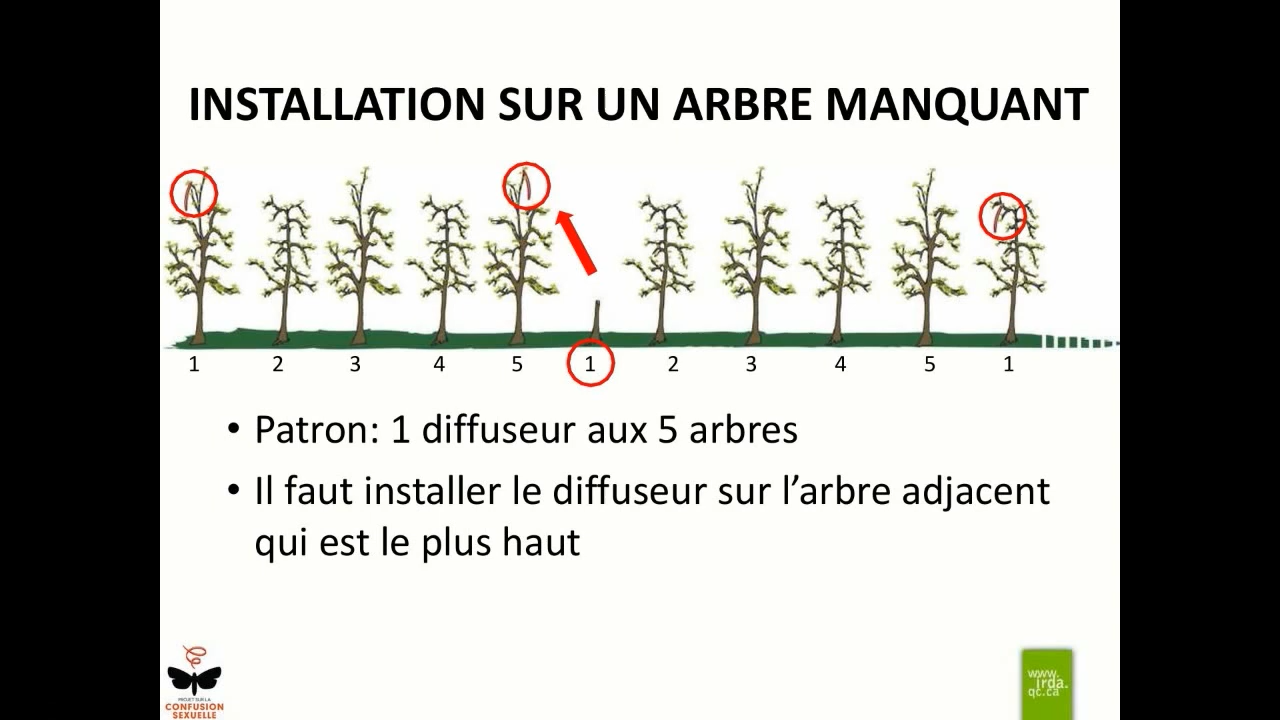 INSTALLATION SUR UN ARBRE MANQUANT
1 2 3 4 5 1 2 3 4 5 1
• Patron: 1 diffuseur aux 5 arbres
• Il faut installer le diffuseur sur l’arbre adjacent
qui est le plus haut
PROJET SUR LA
CONFUSION
SEXUELLE
www.
irda.
qc.ca